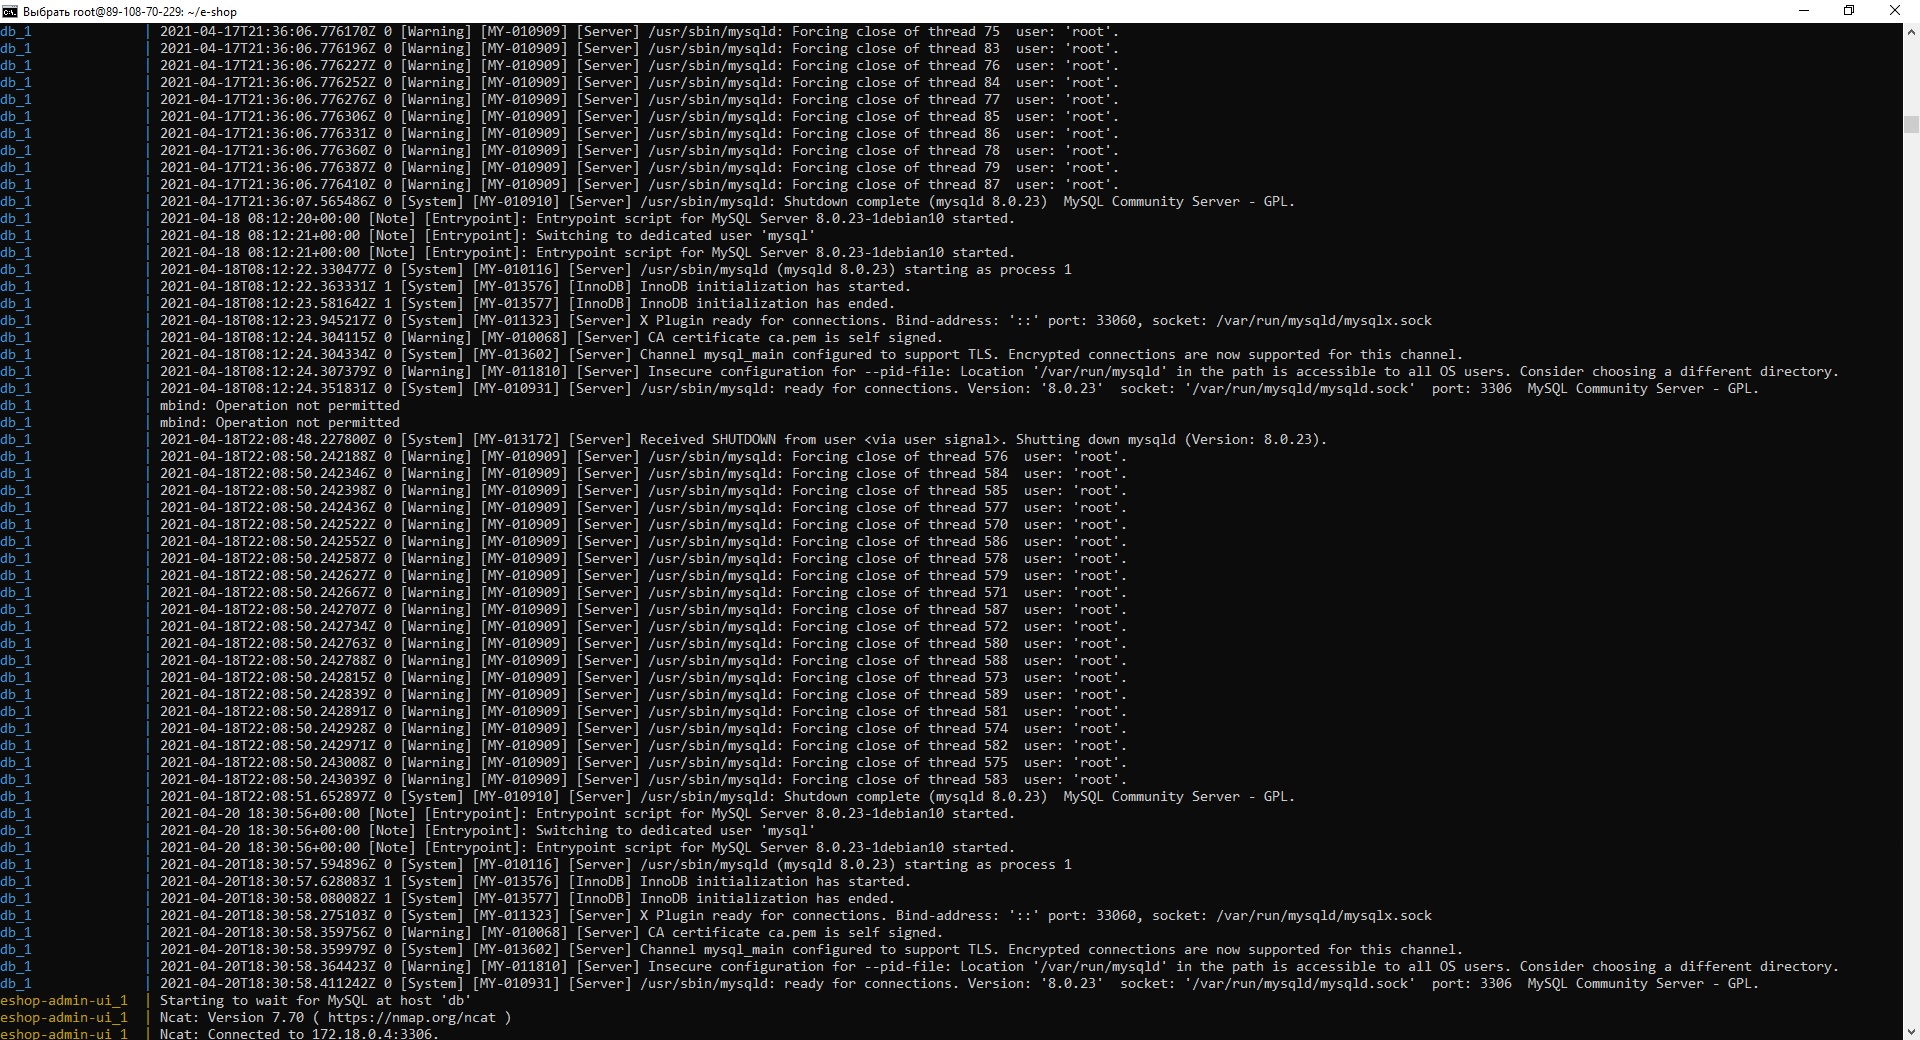 Выбрать root@89-108-70-229: ~/e-shop
db_1 | 2021-04-17T21:36:06.776170Z 0 [Warning] [MY-010909] [Server] /usr/sbin/mysqld: Forcing close of thread 75  user: 'root'.
db_1 | 2021-04-17T21:36:06.776196Z 0 [Warning] [MY-010909] [Server] /usr/sbin/mysqld: Forcing close of thread 83  user: 'root'.
db_1 | 2021-04-17T21:36:06.776227Z 0 [Warning] [MY-010909] [Server] /usr/sbin/mysqld: Forcing close of thread 76  user: 'root'.
db_1 | 2021-04-17T21:36:06.776252Z 0 [Warning] [MY-010909] [Server] /usr/sbin/mysqld: Forcing close of thread 84  user: 'root'.
db_1 | 2021-04-17T21:36:06.776276Z 0 [Warning] [MY-010909] [Server] /usr/sbin/mysqld: Forcing close of thread 77  user: 'root'.
db_1 | 2021-04-17T21:36:06.776306Z 0 [Warning] [MY-010909] [Server] /usr/sbin/mysqld: Forcing close of thread 85  user: 'root'.
db_1 | 2021-04-17T21:36:06.776331Z 0 [Warning] [MY-010909] [Server] /usr/sbin/mysqld: Forcing close of thread 86  user: 'root'.
db_1 | 2021-04-17T21:36:06.776360Z 0 [Warning] [MY-010909] [Server] /usr/sbin/mysqld: Forcing close of thread 78  user: 'root'.
db_1 | 2021-04-17T21:36:06.776387Z 0 [Warning] [MY-010909] [Server] /usr/sbin/mysqld: Forcing close of thread 79  user: 'root'.
db_1 | 2021-04-17T21:36:06.776410Z 0 [Warning] [MY-010909] [Server] /usr/sbin/mysqld: Forcing close of thread 87  user: 'root'.
db_1 | 2021-04-17T21:36:07.565486Z 0 [System] [MY-010910] [Server] /usr/sbin/mysqld: Shutdown complete (mysqld 8.0.23)  MySQL Community Server - GPL.
db_1 | 2021-04-18 08:12:20+00:00 [Note] [Entrypoint]: Entrypoint script for MySQL Server 8.0.23-1debian10 started.
db_1 | 2021-04-18 08:12:21+00:00 [Note] [Entrypoint]: Switching to dedicated user 'mysql'
db_1 | 2021-04-18 08:12:21+00:00 [Note] [Entrypoint]: Entrypoint script for MySQL Server 8.0.23-1debian10 started.
db_1 | 2021-04-18T08:12:22.330477Z 0 [System] [MY-010116] [Server] /usr/sbin/mysqld (mysqld 8.0.23) starting as process 1
db_1 | 2021-04-18T08:12:22.363331Z 1 [System] [MY-013576] [InnoDB] InnoDB initialization has started.
db_1 | 2021-04-18T08:12:23.581642Z 1 [System] [MY-013577] [InnoDB] InnoDB initialization has ended.
db_1 | 2021-04-18T08:12:23.945217Z 0 [System] [MY-011323] [Server] X Plugin ready for connections. Bind-address: '::' port: 33060, socket: /var/run/mysqld/mysqlx.sock
db_1 | 2021-04-18T08:12:24.304115Z 0 [Warning] [MY-010068] [Server] CA certificate ca.pem is self signed.
db_1 | 2021-04-18T08:12:24.304334Z 0 [System] [MY-013602] [Server] Channel mysql_main configured to support TLS. Encrypted connections are now supported for this channel.
db_1 | 2021-04-18T08:12:24.307379Z 0 [Warning] [MY-011810] [Server] Insecure configuration for --pid-file: Location '/var/run/mysqld' in the path is accessible to all OS users. Consider choosing a different directory.
db_1 | 2021-04-18T08:12:24.351831Z 0 [System] [MY-010931] [Server] /usr/sbin/mysqld: ready for connections. Version: '8.0.23'  socket: '/var/run/mysqld/mysqld.sock'  port: 3306  MySQL Community Server - GPL.
db_1 | mbind: Operation not permitted
db_1 | mbind: Operation not permitted
db_1 | 2021-04-18T22:08:48.227800Z 0 [System] [MY-013172] [Server] Received SHUTDOWN from user <via user signal>. Shutting down mysqld (Version: 8.0.23).
db_1 | 2021-04-18T22:08:50.242188Z 0 [Warning] [MY-010909] [Server] /usr/sbin/mysqld: Forcing close of thread 576  user: 'root'.
db_1 | 2021-04-18T22:08:50.242346Z 0 [Warning] [MY-010909] [Server] /usr/sbin/mysqld: Forcing close of thread 584  user: 'root'.
db_1 | 2021-04-18T22:08:50.242398Z 0 [Warning] [MY-010909] [Server] /usr/sbin/mysqld: Forcing close of thread 585  user: 'root'.
db_1 | 2021-04-18T22:08:50.242436Z 0 [Warning] [MY-010909] [Server] /usr/sbin/mysqld: Forcing close of thread 577  user: 'root'.
db_1 | 2021-04-18T22:08:50.242522Z 0 [Warning] [MY-010909] [Server] /usr/sbin/mysqld: Forcing close of thread 570  user: 'root'.
db_1 | 2021-04-18T22:08:50.242552Z 0 [Warning] [MY-010909] [Server] /usr/sbin/mysqld: Forcing close of thread 586  user: 'root'.
db_1 | 2021-04-18T22:08:50.242587Z 0 [Warning] [MY-010909] [Server] /usr/sbin/mysqld: Forcing close of thread 578  user: 'root'.
db_1 | 2021-04-18T22:08:50.242627Z 0 [Warning] [MY-010909] [Server] /usr/sbin/mysqld: Forcing close of thread 579  user: 'root'.
db_1 | 2021-04-18T22:08:50.242667Z 0 [Warning] [MY-010909] [Server] /usr/sbin/mysqld: Forcing close of thread 571  user: 'root'.
db_1 | 2021-04-18T22:08:50.242707Z 0 [Warning] [MY-010909] [Server] /usr/sbin/mysqld: Forcing close of thread 587  user: 'root'.
db_1 | 2021-04-18T22:08:50.242734Z 0 [Warning] [MY-010909] [Server] /usr/sbin/mysqld: Forcing close of thread 572  user: 'root'.
db_1 | 2021-04-18T22:08:50.242763Z 0 [Warning] [MY-010909] [Server] /usr/sbin/mysqld: Forcing close of thread 580  user: 'root'.
db_1 | 2021-04-18T22:08:50.242788Z 0 [Warning] [MY-010909] [Server] /usr/sbin/mysqld: Forcing close of thread 588  user: 'root'.
db_1 | 2021-04-18T22:08:50.242815Z 0 [Warning] [MY-010909] [Server] /usr/sbin/mysqld: Forcing close of thread 573  user: 'root'.
db_1 | 2021-04-18T22:08:50.242839Z 0 [Warning] [MY-010909] [Server] /usr/sbin/mysqld: Forcing close of thread 589  user: 'root'.
db_1 | 2021-04-18T22:08:50.242891Z 0 [Warning] [MY-010909] [Server] /usr/sbin/mysqld: Forcing close of thread 581  user: 'root'.
db_1 | 2021-04-18T22:08:50.242928Z 0 [Warning] [MY-010909] [Server] /usr/sbin/mysqld: Forcing close of thread 574  user: 'root'.
db_1 | 2021-04-18T22:08:50.242971Z 0 [Warning] [MY-010909] [Server] /usr/sbin/mysqld: Forcing close of thread 582  user: 'root'.
db_1 | 2021-04-18T22:08:50.243008Z 0 [Warning] [MY-010909] [Server] /usr/sbin/mysqld: Forcing close of thread 575  user: 'root'.
db_1 | 2021-04-18T22:08:50.243039Z 0 [Warning] [MY-010909] [Server] /usr/sbin/mysqld: Forcing close of thread 583  user: 'root'.
db_1 | 2021-04-18T22:08:51.652897Z 0 [System] [MY-010910] [Server] /usr/sbin/mysqld: Shutdown complete (mysqld 8.0.23)  MySQL Community Server - GPL.
db_1 | 2021-04-20 18:30:56+00:00 [Note] [Entrypoint]: Entrypoint script for MySQL Server 8.0.23-1debian10 started.
db_1 | 2021-04-20 18:30:56+00:00 [Note] [Entrypoint]: Switching to dedicated user 'mysql'
db_1 | 2021-04-20 18:30:56+00:00 [Note] [Entrypoint]: Entrypoint script for MySQL Server 8.0.23-1debian10 started.
db_1 | 2021-04-20T18:30:57.594896Z 0 [System] [MY-010116] [Server] /usr/sbin/mysqld (mysqld 8.0.23) starting as process 1
db_1 | 2021-04-20T18:30:57.628083Z 1 [System] [MY-013576] [InnoDB] InnoDB initialization has started.
db_1 | 2021-04-20T18:30:58.080082Z 1 [System] [MY-013577] [InnoDB] InnoDB initialization has ended.
db_1 | 2021-04-20T18:30:58.275103Z 0 [System] [MY-011323] [Server] X Plugin ready for connections. Bind-address: '::' port: 33060, socket: /var/run/mysqld/mysqlx.sock
db_1 | 2021-04-20T18:30:58.359756Z 0 [Warning] [MY-010068] [Server] CA certificate ca.pem is self signed.
db_1 | 2021-04-20T18:30:58.359979Z 0 [System] [MY-013602] [Server] Channel mysql_main configured to support TLS. Encrypted connections are now supported for this channel.
db_1 | 2021-04-20T18:30:58.364423Z 0 [Warning] [MY-011810] [Server] Insecure configuration for --pid-file: Location '/var/run/mysqld' in the path is accessible to all OS users. Consider choosing a different directory.
db_1 | 2021-04-20T18:30:58.411242Z 0 [System] [MY-010931] [Server] /usr/sbin/mysqld: ready for connections. Version: '8.0.23'  socket: '/var/run/mysqld/mysqld.sock'  port: 3306  MySQL Community Server - GPL.
eshop-admin-ui_1 | Starting to wait for MySQL at host 'db'
eshop-admin-ui_1 | Ncat: Version 7.70 ( https://nmap.org/ncat )
eshop-admin-ui_1 | Ncat: Connected to 172.18.0.4:3306.